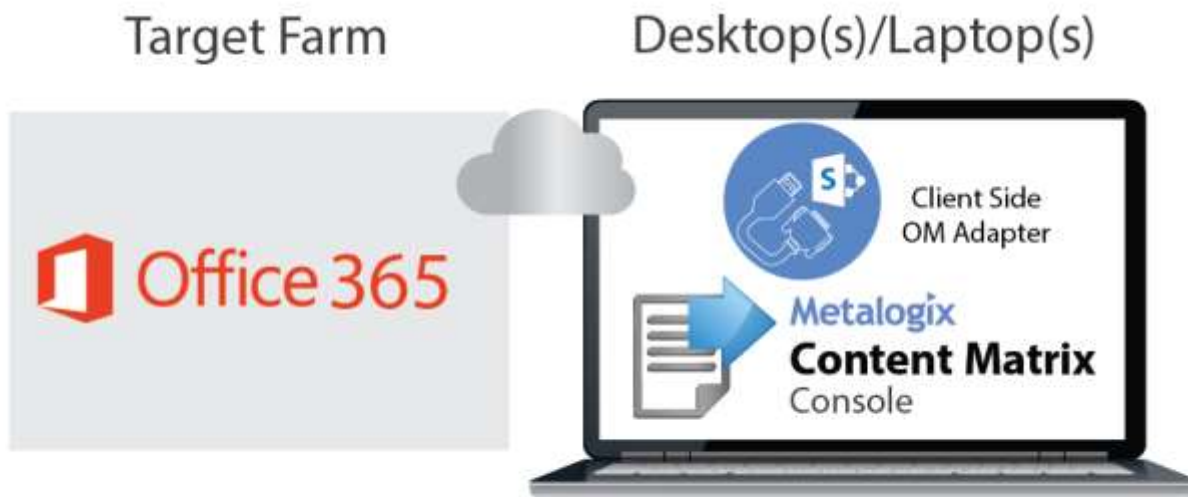 Target Farm
Desktop(s)/Laptop(s)
Office 365
S
Client Side
OM Adapter
Metalogix
Content Matrix
Console